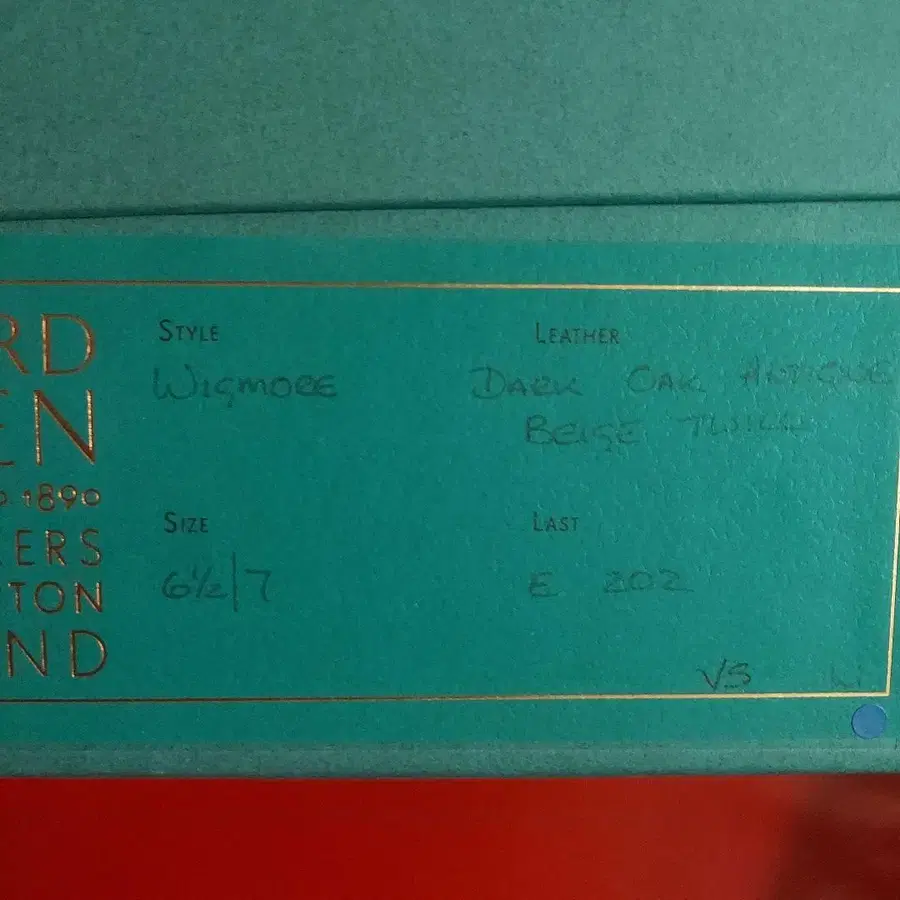 RD
EN
1890
ERS
TON
ND
STYLE
WIGMORE
LEATHER
DARK OAK ANTIQUE
BEIGE TWILL
SIZE
6½/7
LAST
E 202
VS